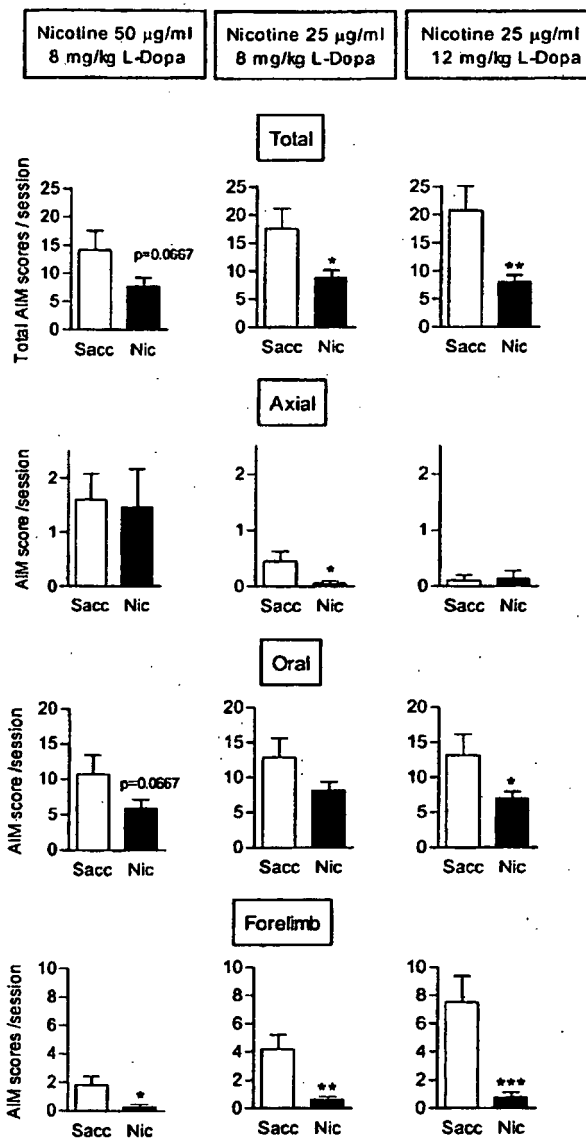 Nicotine 50 µg/ml
8 mg/kg L-Dopa
Nicotine 25 µg/ml
8 mg/kg L-Dopa
Nicotine 25 µg/ml
12 mg/kg L-Dopa
Total
Total AIM scores / session
25
20
15
10
5
0
p=0.0667
Sacc Nic
25
20
15
10
5
0
*
Sacc Nic
25
20
15
10
5
0
**
Sacc Nic
Axial
AIM score /session
2
1
0
Sacc Nic
2
1
0
*
Sacc Nic
2
1
0
Sacc Nic
Oral
AIM score /session
20
15
10
5
0
p=0.0667
Sacc Nic
20
15
10
5
0
Sacc Nic
20
15
10
5
0
*
Sacc Nic
Forelimb
AIM scores /session
10
8
6
4
2
0
*
Sacc Nic
10
8
6
4
2
0
**
Sacc Nic
10
8
6
4
2
0
***
Sacc Nic